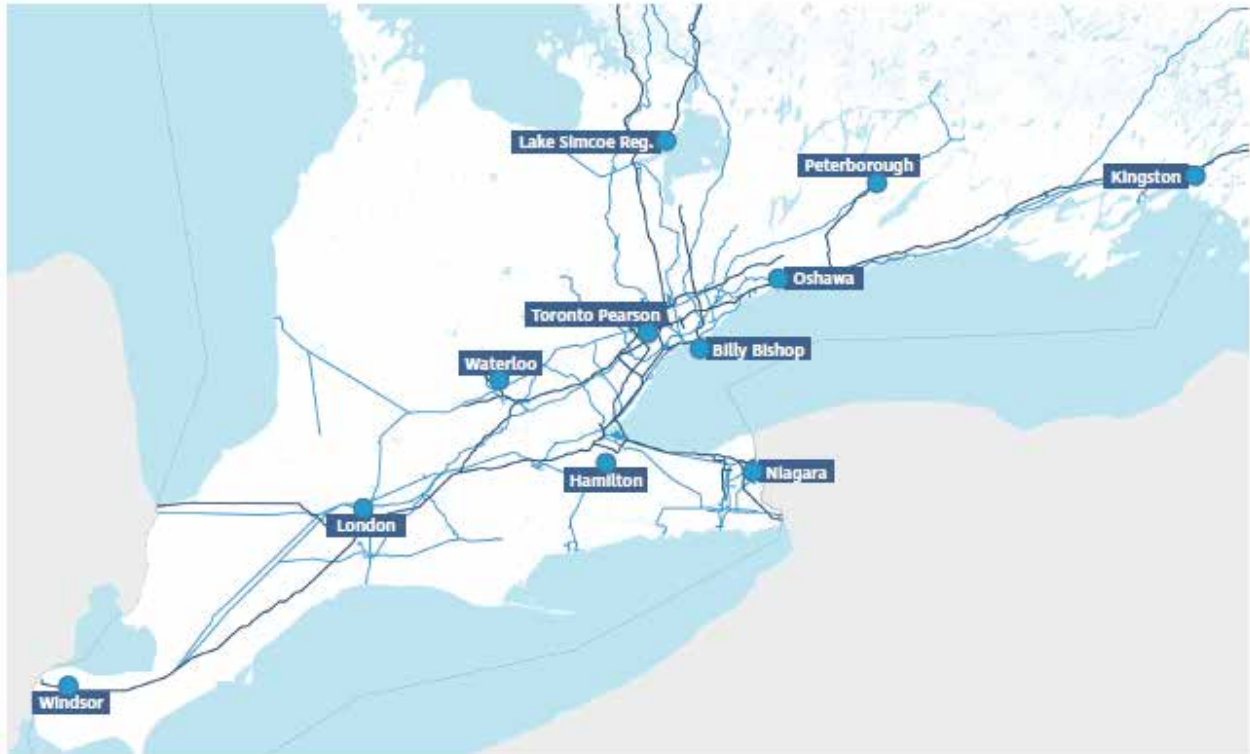 Lake Simcoe Reg.
Peterborough
Kingston
Oshawa
Toronto Pearson
Billy Bishop
Waterloo
Hamilton
Niagara
London
Windsor